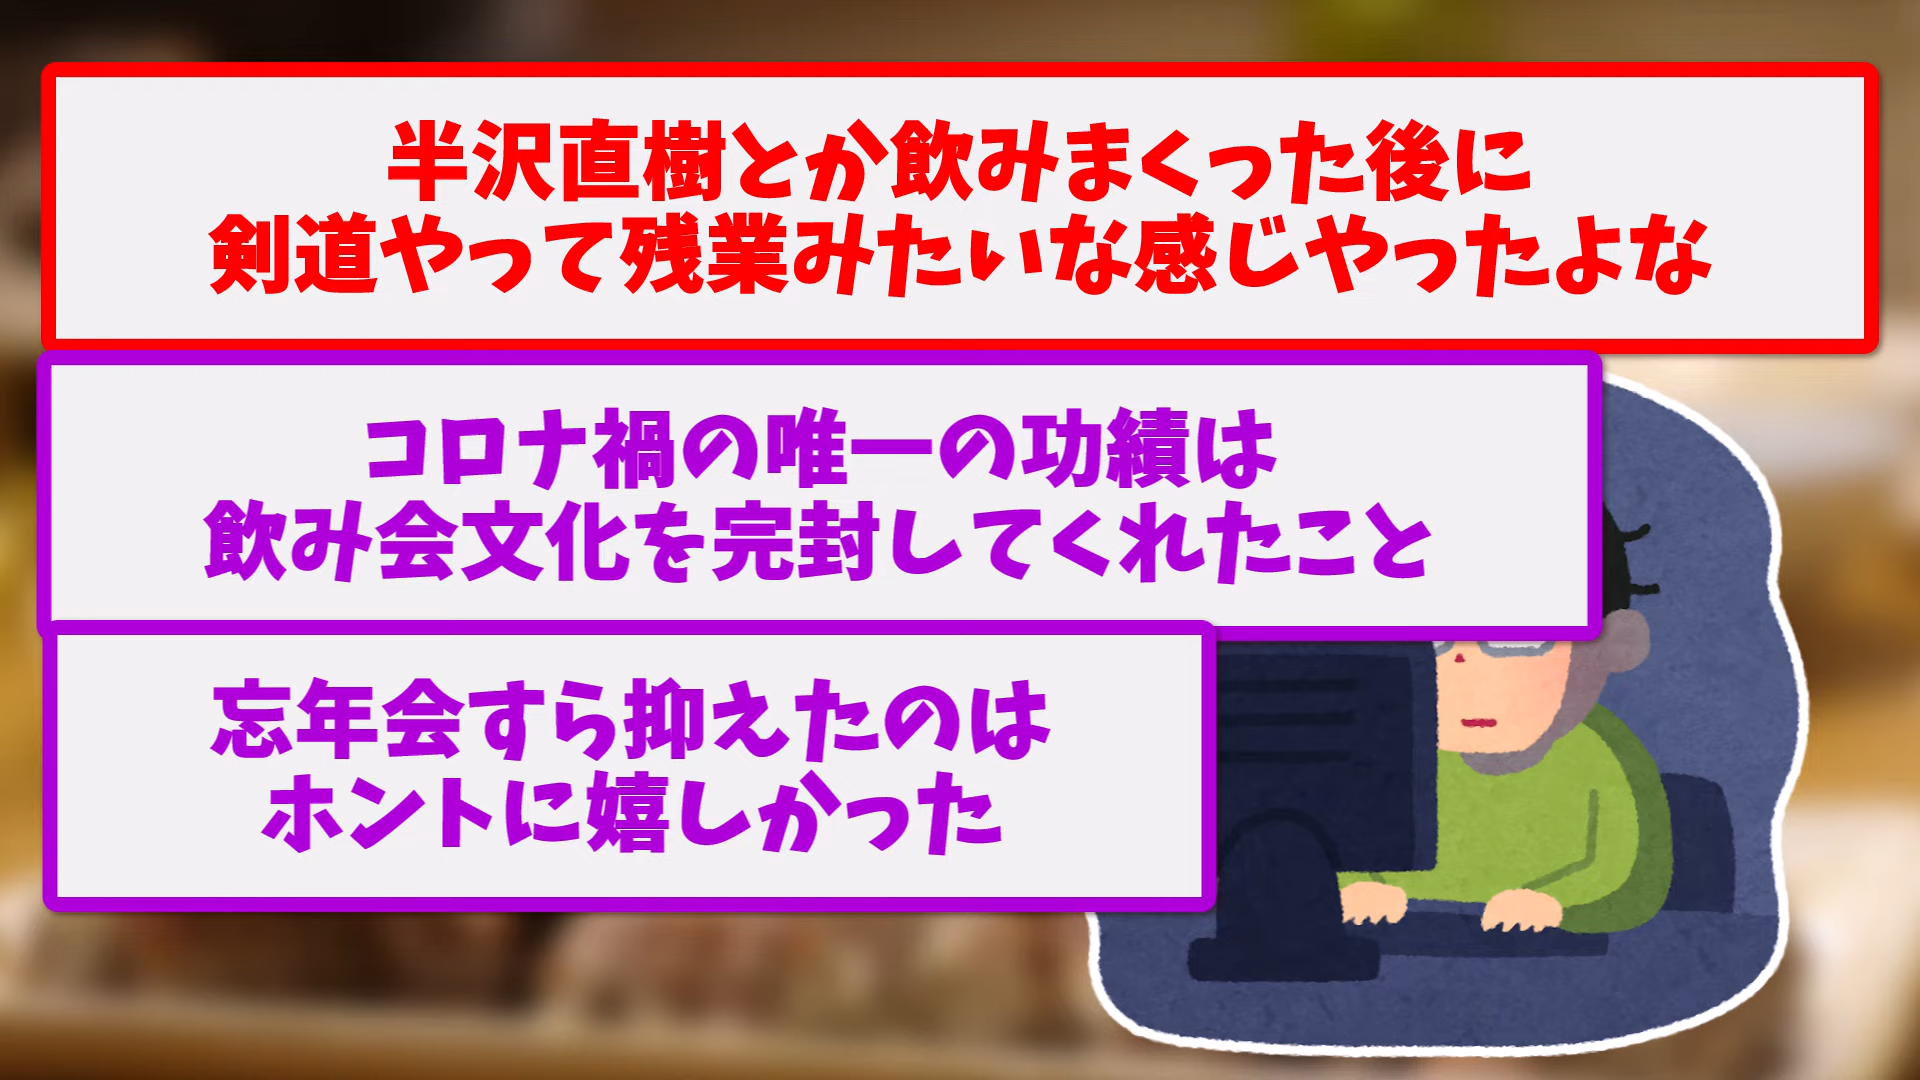 半沢直樹とか飲みまくった後に
剣道やって残業みたいな感じやったよな
コロナ禍の唯一の功績は
飲み会文化を完封してくれたこと
忘年会すら抑えたのは
ホントに嬉しかった